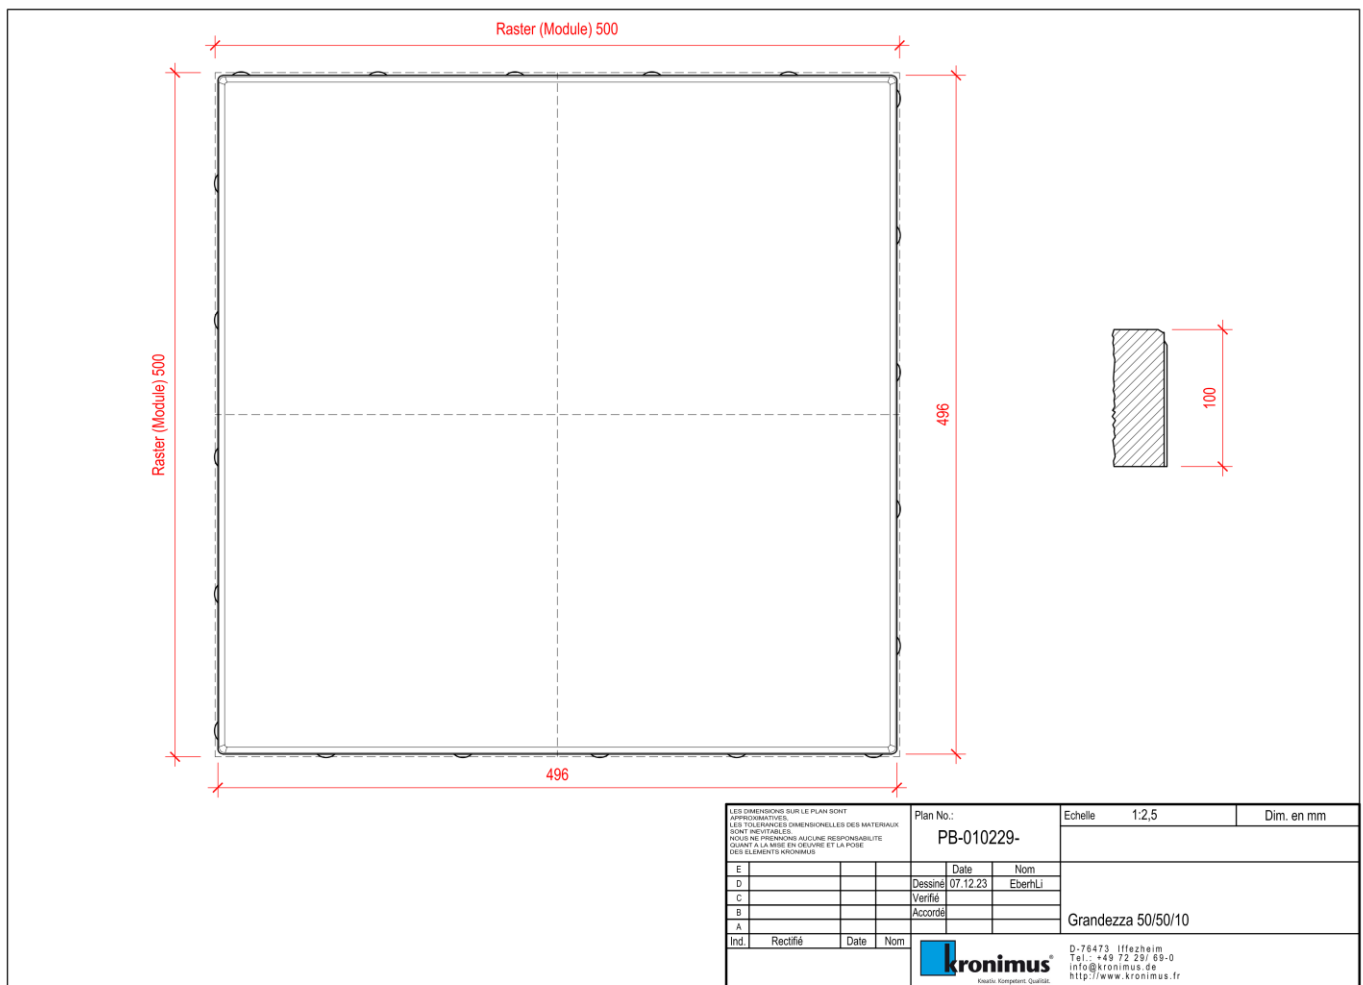 Raster (Module) 500
Raster (Module) 500
496
100
496
LES DIMENSIONS SUR LE PLAN SONT
APPROXIMATIVES,
LES TOLERANCES DIMENSIONELLES DES MATERIAUX
SONT INEVITABLES.
NOUS NE PRENNONS AUCUNE RESPONSABILITE
QUANT A LA MISE EN OEUVRE ET LA POSE
DES ELEMENTS KRONIMUS
Plan No.:
PB-010229-
Echelle 1:2,5
Dim. en mm
E
D
C
B
A
Ind. Rectifié Date Nom
Date Nom
Dessiné 07.12.23 EberhLi
Verifié
Accordé
Grandezza 50/50/10
kronimus®
Kreativ. Kompetent. Qualität.
D-76473 Iffezheim
Tel.: +49 72 29/ 69-0
info@kronimus.de
http://www.kronimus.fr